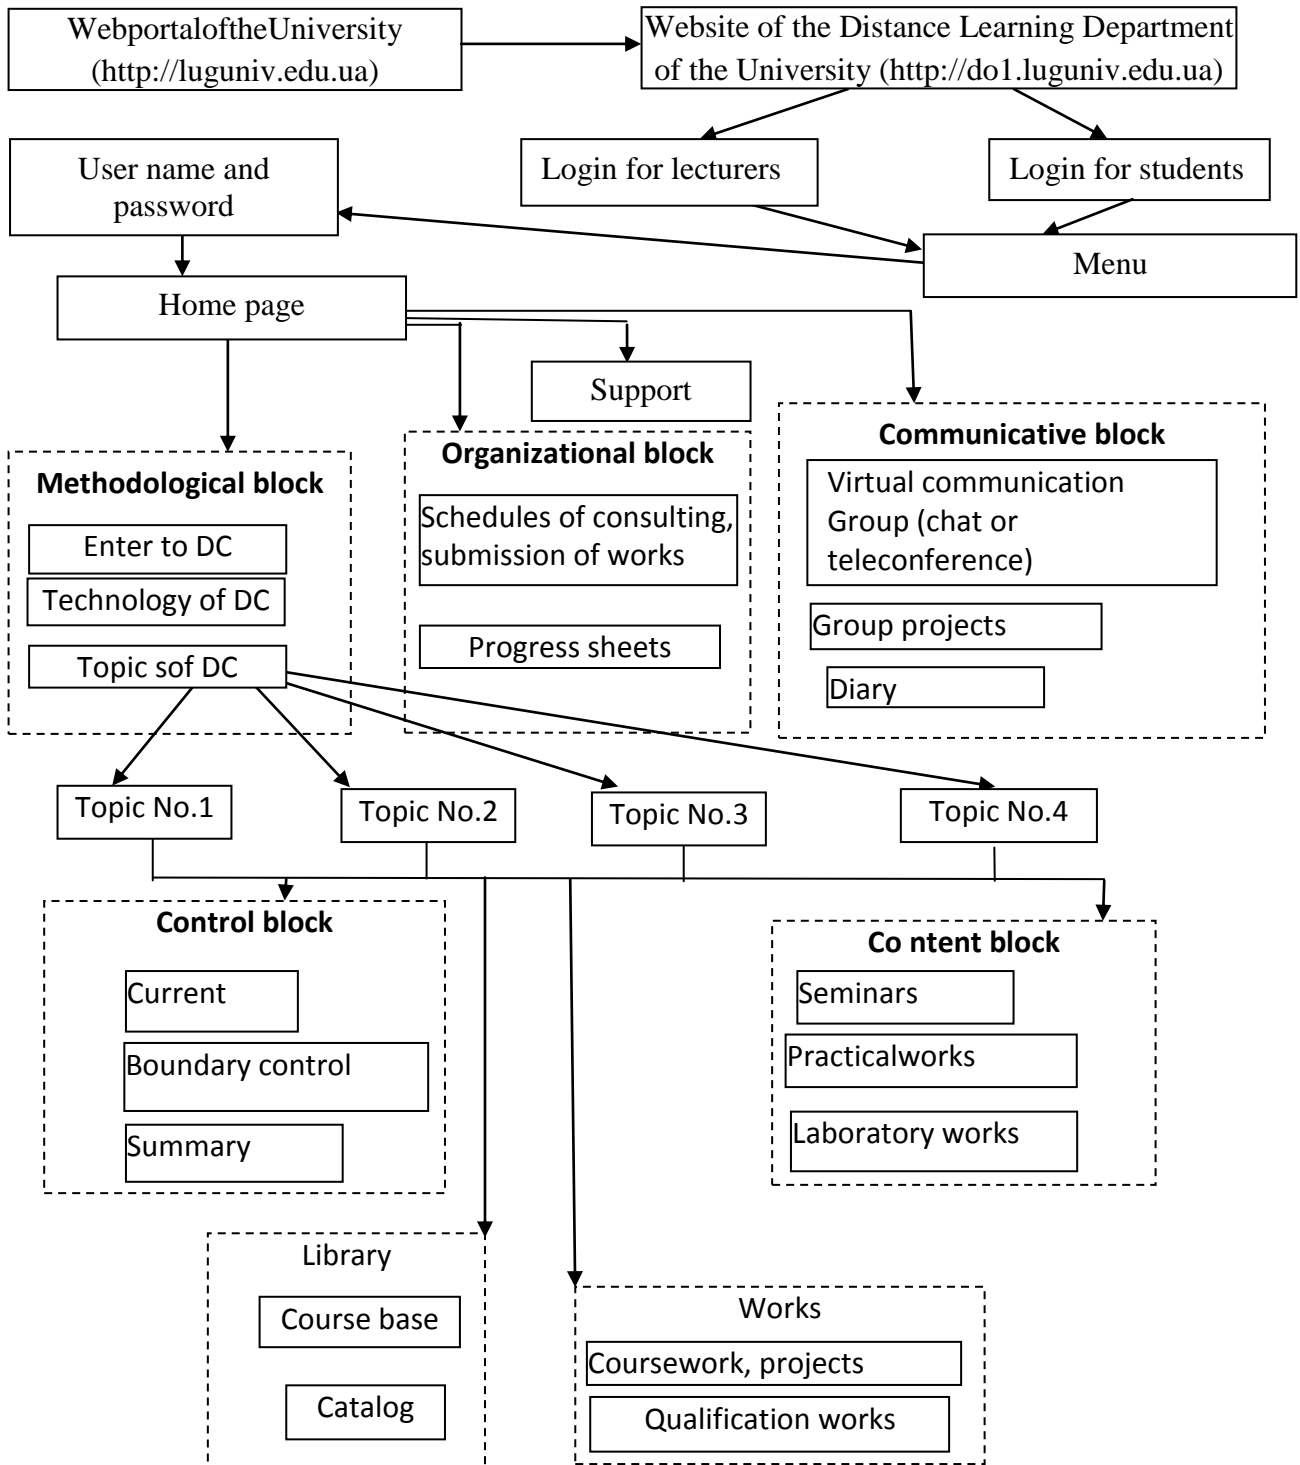 WebportaloftheUniversity
(http://luguniv.edu.ua)
Website of the Distance Learning Department
of the University (http://do1.luguniv.edu.ua)
User name and
password
Login for lecturers
Login for students
Menu
Home page
Support
Methodological block
Enter to DC
Technology of DC
Topic sof DC
Organizational block
Schedules of consulting,
submission of works
Progress sheets
Communicative block
Virtual communication
Group (chat or
teleconference)
Group projects
Diary
Topic No.1
Topic No.2
Topic No.3
Topic No.4
Control block
Current
Boundary control
Summary
Co ntent block
Seminars
Practicalworks
Laboratory works
Library
Course base
Catalog
Works
Coursework, projects
Qualification works